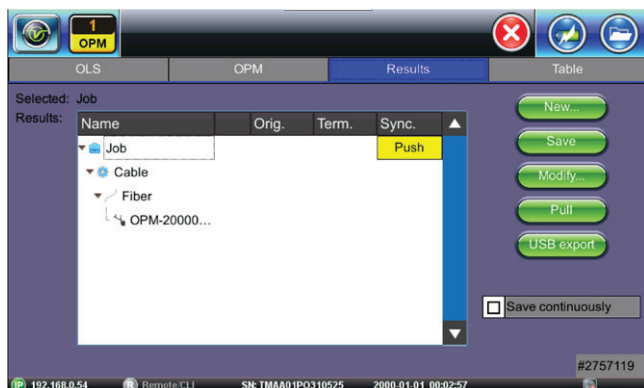 1
OPM
OLS OPM Results Table
Selected: Job
Results:
Name Orig. Term. Sync.
Job Push
Cable
Fiber
OPM-20000...
New...
Save
Modify...
Pull
USB export
Save continuously
#2757119
IP 192.168.0.54 R Remote/CLI SN: TMAA01PO310525 2000-01-01 00:02:57